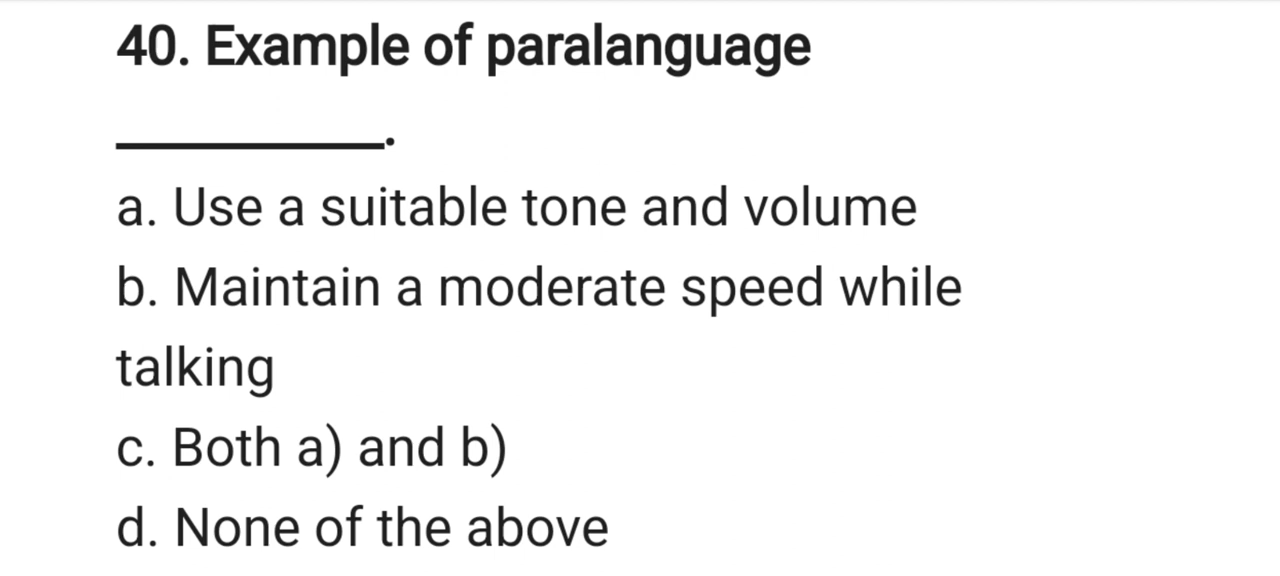 40. Example of paralanguage
__________.
a. Use a suitable tone and volume
b. Maintain a moderate speed while
talking
c. Both a) and b)
d. None of the above